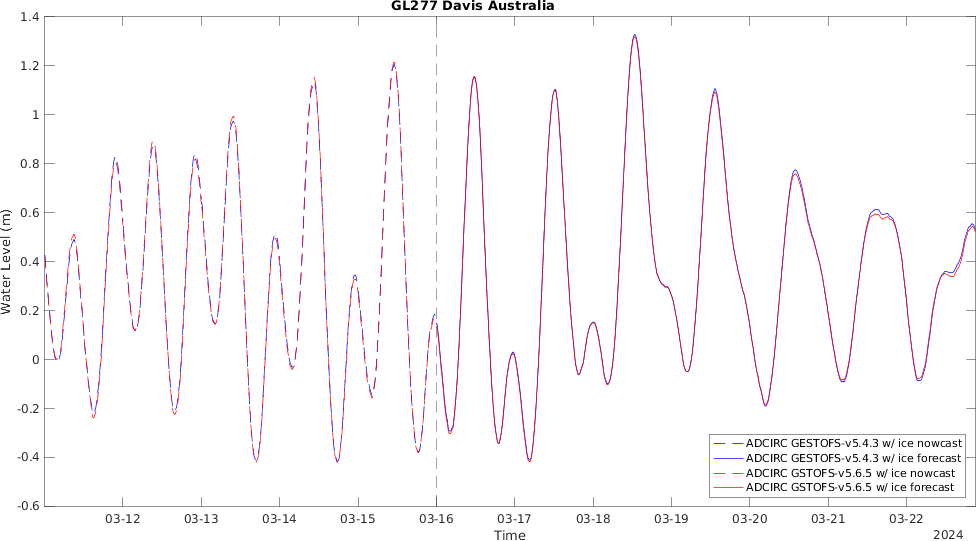 GL277 Davis Australia
1.4
1.2
1
0.8
0.6
0.4
0.2
0
-0.2
-0.4
-0.6
Water Level (m)
ADCIRC GESTOFS-v5.4.3 w/ ice nowcast
ADCIRC GESTOFS-v5.4.3 w/ ice forecast
ADCIRC GSTOFS-v5.6.5 w/ ice nowcast
ADCIRC GSTOFS-v5.6.5 w/ ice forecast
03-12 03-13 03-14 03-15 03-16 03-17 03-18 03-19 03-20 03-21 03-22
Time
2024